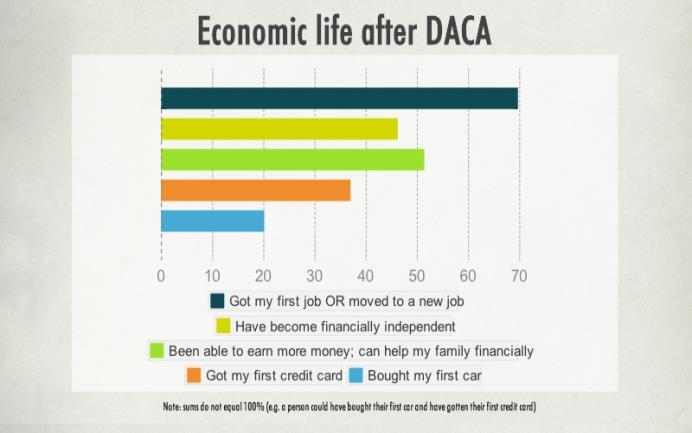 Economic life after DACA
0 10 20 30 40 50 60 70
Got my first job OR moved to a new job
Have become financially independent
Been able to earn more money; can help my family financially
Got my first credit card Bought my first car
Note: sums do not equal 100% (e.g. a person could have bought their first car and have gotten their first credit card)